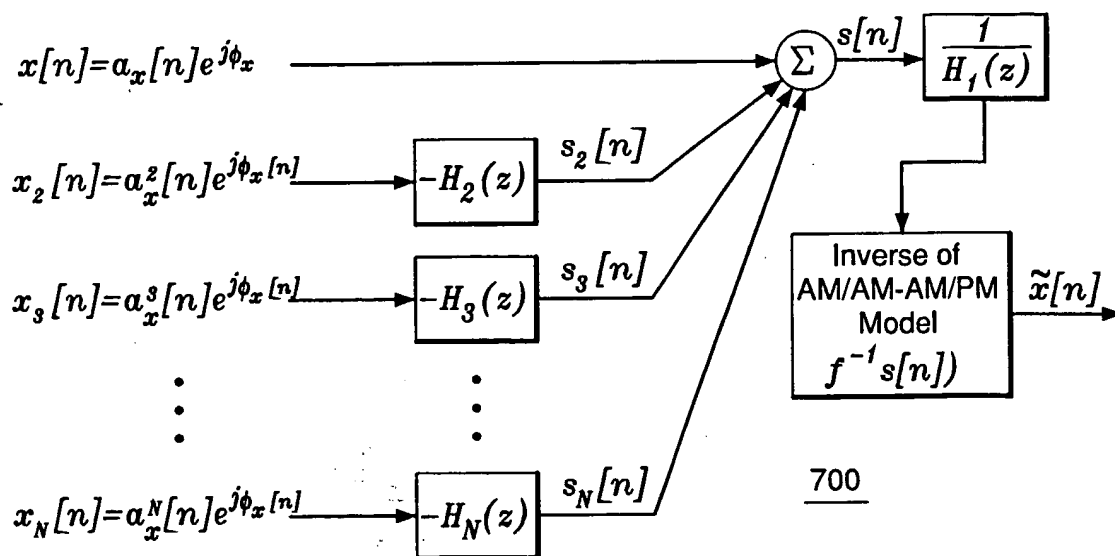 x[n]=a_x[n]e^{jϕ_x}
Σ
s[n]
1
H_1(z)
x_2[n]=a_x^2[n]e^{jϕ_x[n]}
-H_2(z)
s_2[n]
x_3[n]=a_x^3[n]e^{jϕ_x[n]}
-H_3(z)
s_3[n]
Inverse of
AM/AM-AM/PM
Model
f^{-1} s[n])
x̃[n]
x_N[n]=a_x^N[n]e^{jϕ_x[n]}
-H_N(z)
s_N[n]
700